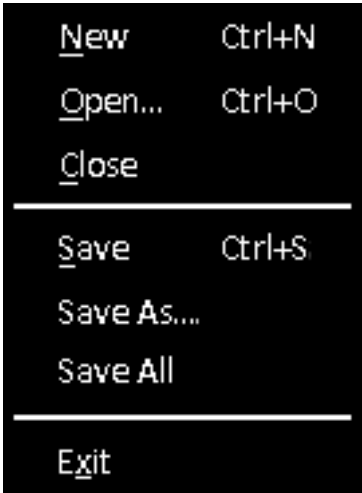 New Ctrl+N
Open... Ctrl+O
Close
Save Ctrl+S
Save As....
Save All
Exit